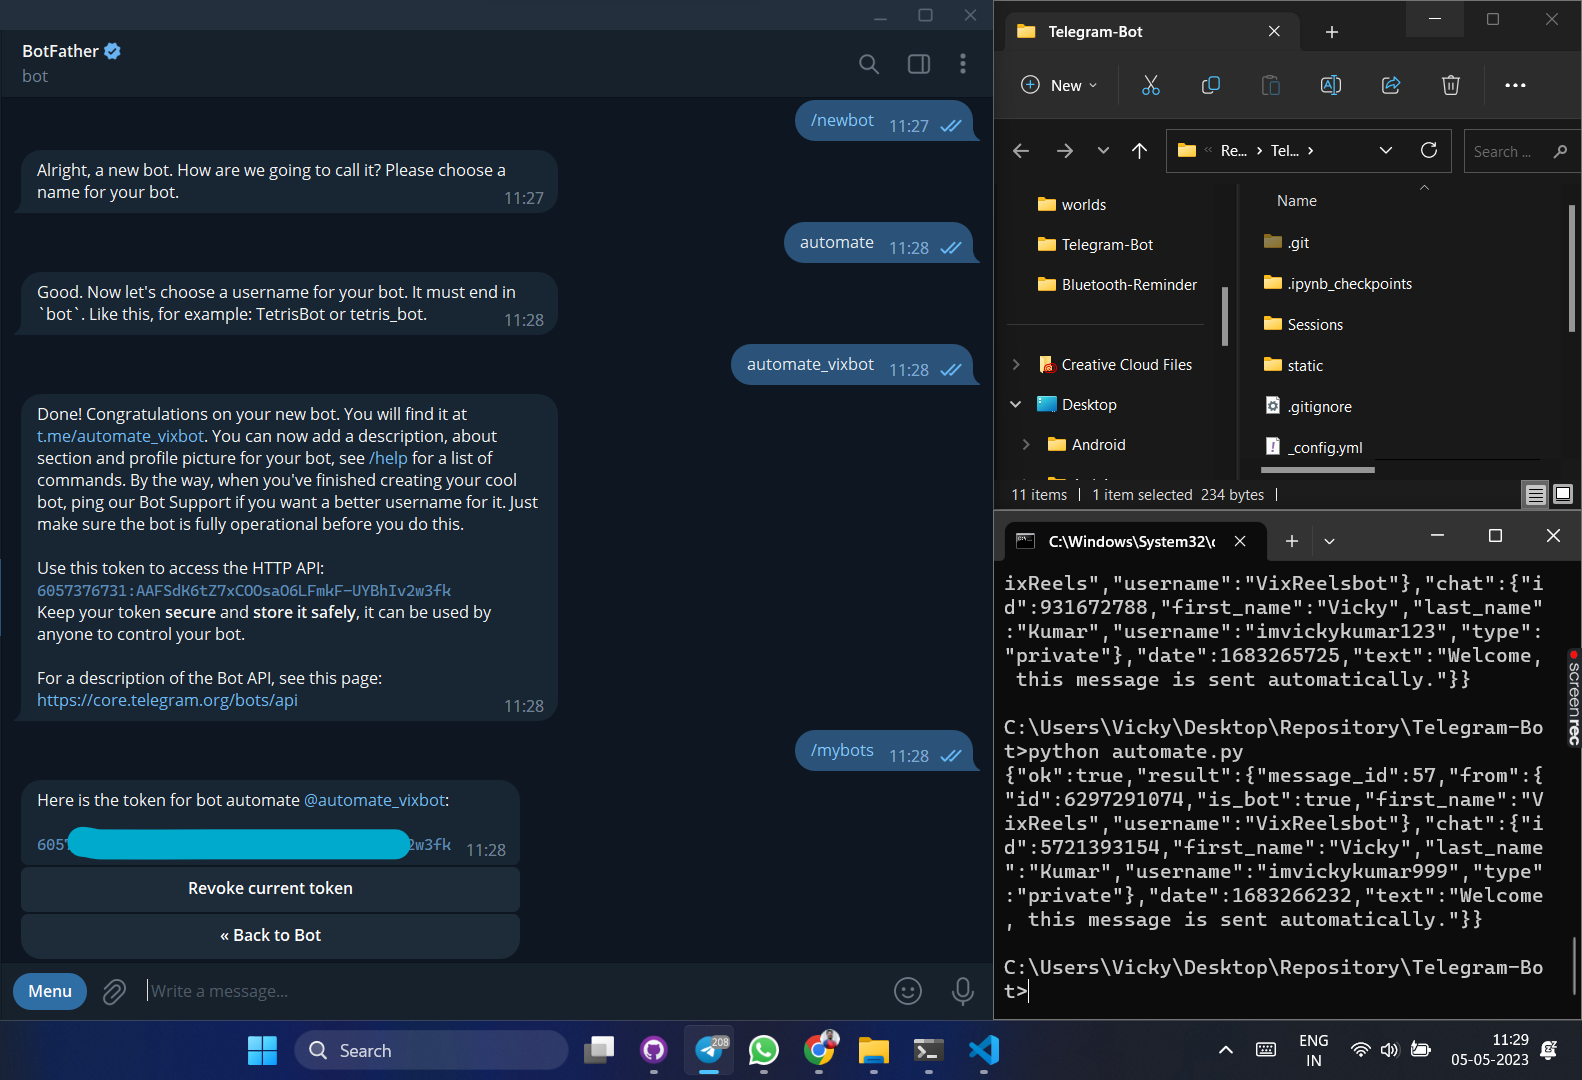 BotFather
bot
/newbot 11:27
Alright, a new bot. How are we going to call it? Please choose a
name for your bot.
11:27
automate 11:28
Good. Now let's choose a username for your bot. It must end in
`bot`. Like this, for example: TetrisBot or tetris_bot.
11:28
automate_vixbot 11:28
Done! Congratulations on your new bot. You will find it at
t.me/automate_vixbot. You can now add a description, about
section and profile picture for your bot, see /help for a list of
commands. By the way, when you've finished creating your cool
bot, ping our Bot Support if you want a better username for it. Just
make sure the bot is fully operational before you do this.
Use this token to access the HTTP API:
6057376731:AAFSdK6tZ7xCOOsaO6LFmkF-UYBhIv2w3fk
Keep your token secure and store it safely, it can be used by
anyone to control your bot.
For a description of the Bot API, see this page:
https://core.telegram.org/bots/api
11:28
/mybots 11:28
Here is the token for bot automate @automate_vixbot:
605 2w3fk 11:28
Revoke current token
« Back to Bot
Menu
Write a message...
Telegram-Bot
New
« Re... > Tel... >
Search ...
worlds
Telegram-Bot
Bluetooth-Reminder
Creative Cloud Files
Desktop
Android
Name
.git
.ipynb_checkpoints
Sessions
static
.gitignore
_config.yml
11 items | 1 item selected 234 bytes |
C:\Windows\System32\
ixReels","username":"VixReelsbot"},"chat":{"i
d":931672788,"first_name":"Vicky","last_name"
:"Kumar","username":"imvickykumar123","type":
"private"},"date":1683265725,"text":"Welcome,
this message is sent automatically."}}
C:\Users\Vicky\Desktop\Repository\Telegram-Bo
t>python automate.py
{"ok":true,"result":{"message_id":57,"from":{
"id":6297291074,"is_bot":true,"first_name":"V
ixReels","username":"VixReelsbot"},"chat":{"i
d":5721393154,"first_name":"Vicky","last_name
":"Kumar","username":"imvickykumar999","type"
:"private"},"date":1683266232,"text":"Welcome
, this message is sent automatically."}}
C:\Users\Vicky\Desktop\Repository\Telegram-Bo
t>
screenrec
Search
208
ENG
IN
11:29
05-05-2023